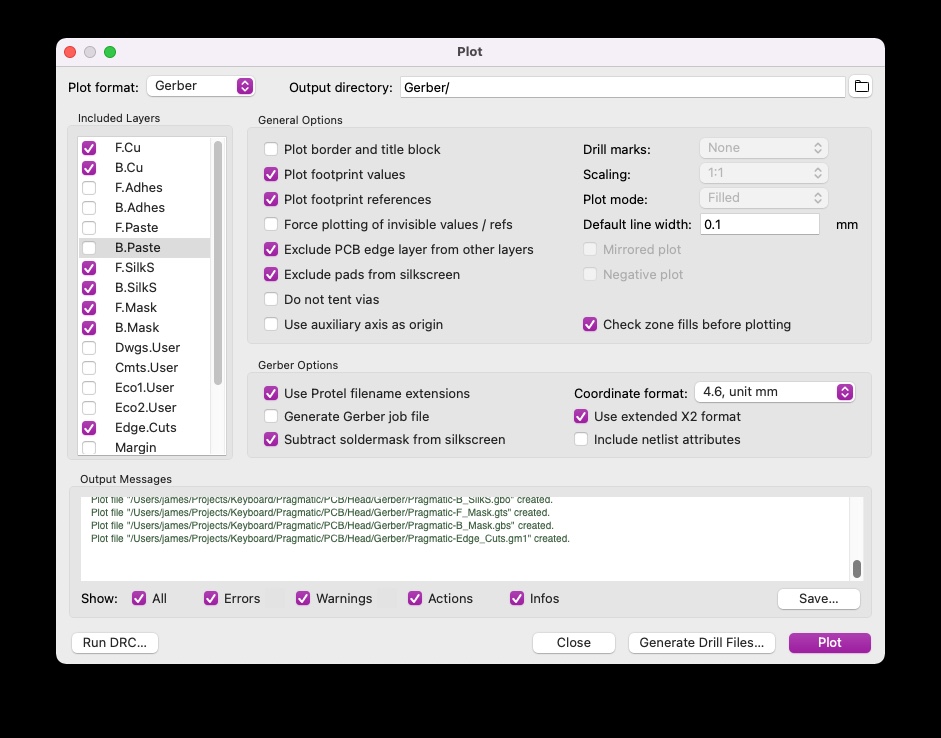 Plot
Plot format: Gerber Output directory: Gerber/
Included Layers
F.Cu
B.Cu
F.Adhes
B.Adhes
F.Paste
B.Paste
F.SilkS
B.SilkS
F.Mask
B.Mask
Dwgs.User
Cmts.User
Eco1.User
Eco2.User
Edge.Cuts
Margin
General Options
Plot border and title block
Plot footprint values
Plot footprint references
Force plotting of invisible values / refs
Exclude PCB edge layer from other layers
Exclude pads from silkscreen
Do not tent vias
Use auxiliary axis as origin
Drill marks: None
Scaling: 1:1
Plot mode: Filled
Default line width: 0.1 mm
Mirrored plot
Negative plot
Check zone fills before plotting
Gerber Options
Use Protel filename extensions
Generate Gerber job file
Subtract soldermask from silkscreen
Coordinate format: 4.6, unit mm
Use extended X2 format
Include netlist attributes
Output Messages
Plot file "/Users/james/Projects/Keyboard/Pragmatic/PCB/Head/Gerber/Pragmatic-B_SilkS.gbo" created.
Plot file "/Users/james/Projects/Keyboard/Pragmatic/PCB/Head/Gerber/Pragmatic-F_Mask.gts" created.
Plot file "/Users/james/Projects/Keyboard/Pragmatic/PCB/Head/Gerber/Pragmatic-B_Mask.gbs" created.
Plot file "/Users/james/Projects/Keyboard/Pragmatic/PCB/Head/Gerber/Pragmatic-Edge_Cuts.gm1" created.
Show: All Errors Warnings Actions Infos Save...
Run DRC... Close Generate Drill Files... Plot